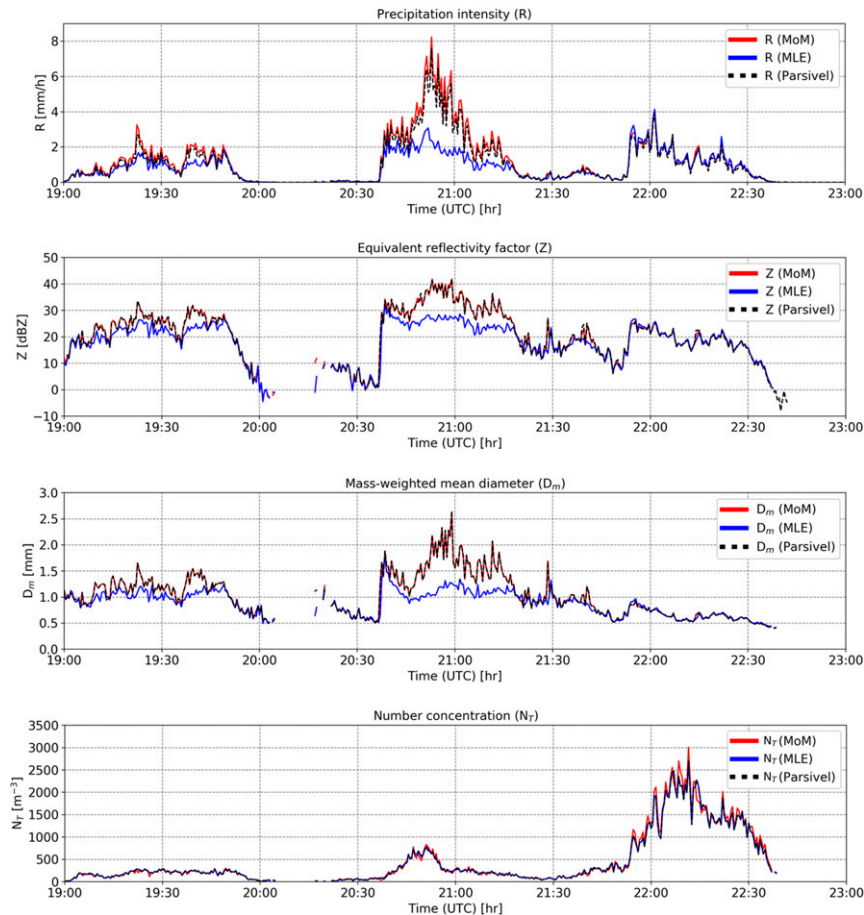 Precipitation intensity (R)
R [mm/h]
8
6
4
2
0
R (MoM)
R (MLE)
R (Parsivel)
19:00 19:30 20:00 20:30 21:00 21:30 22:00 22:30 23:00
Time (UTC) [hr]
Equivalent reflectivity factor (Z)
Z [dBZ]
50
40
30
20
10
0
−10
Z (MoM)
Z (MLE)
Z (Parsivel)
19:00 19:30 20:00 20:30 21:00 21:30 22:00 22:30 23:00
Time (UTC) [hr]
Mass-weighted mean diameter (Dₘ)
Dₘ [mm]
3.0
2.5
2.0
1.5
1.0
0.5
0.0
Dₘ (MoM)
Dₘ (MLE)
Dₘ (Parsivel)
19:00 19:30 20:00 20:30 21:00 21:30 22:00 22:30 23:00
Time (UTC) [hr]
Number concentration (N_T)
N_T [m⁻³]
3500
3000
2500
2000
1500
1000
500
0
N_T (MoM)
N_T (MLE)
N_T (Parsivel)
19:00 19:30 20:00 20:30 21:00 21:30 22:00 22:30 23:00
Time (UTC) [hr]